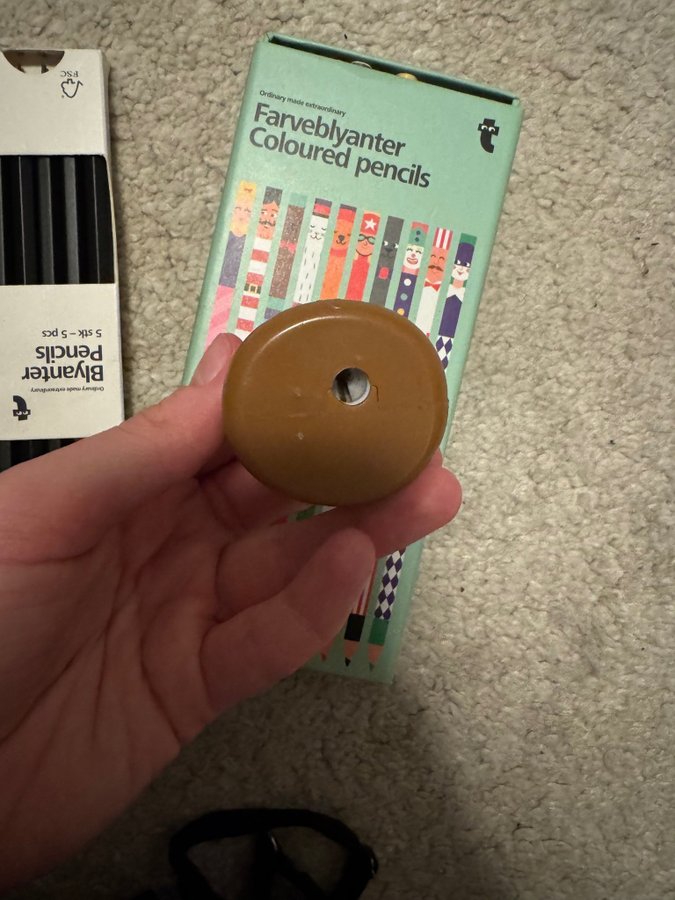 Ordinary made extraordinary
Farveblyanter
Coloured pencils
FSC
5 stk – 5 pcs
Blyanter
Pencils
Ordinary made extraordinary